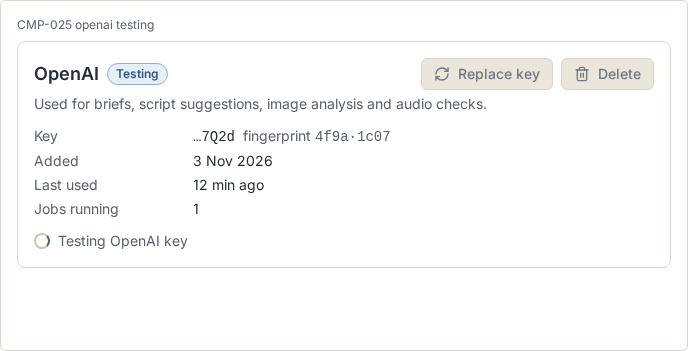 CMP-025 openai testing
OpenAI Testing Replace key Delete
Used for briefs, script suggestions, image analysis and audio checks.
Key …7Q2d fingerprint 4f9a·1c07
Added 3 Nov 2026
Last used 12 min ago
Jobs running 1
Testing OpenAI key